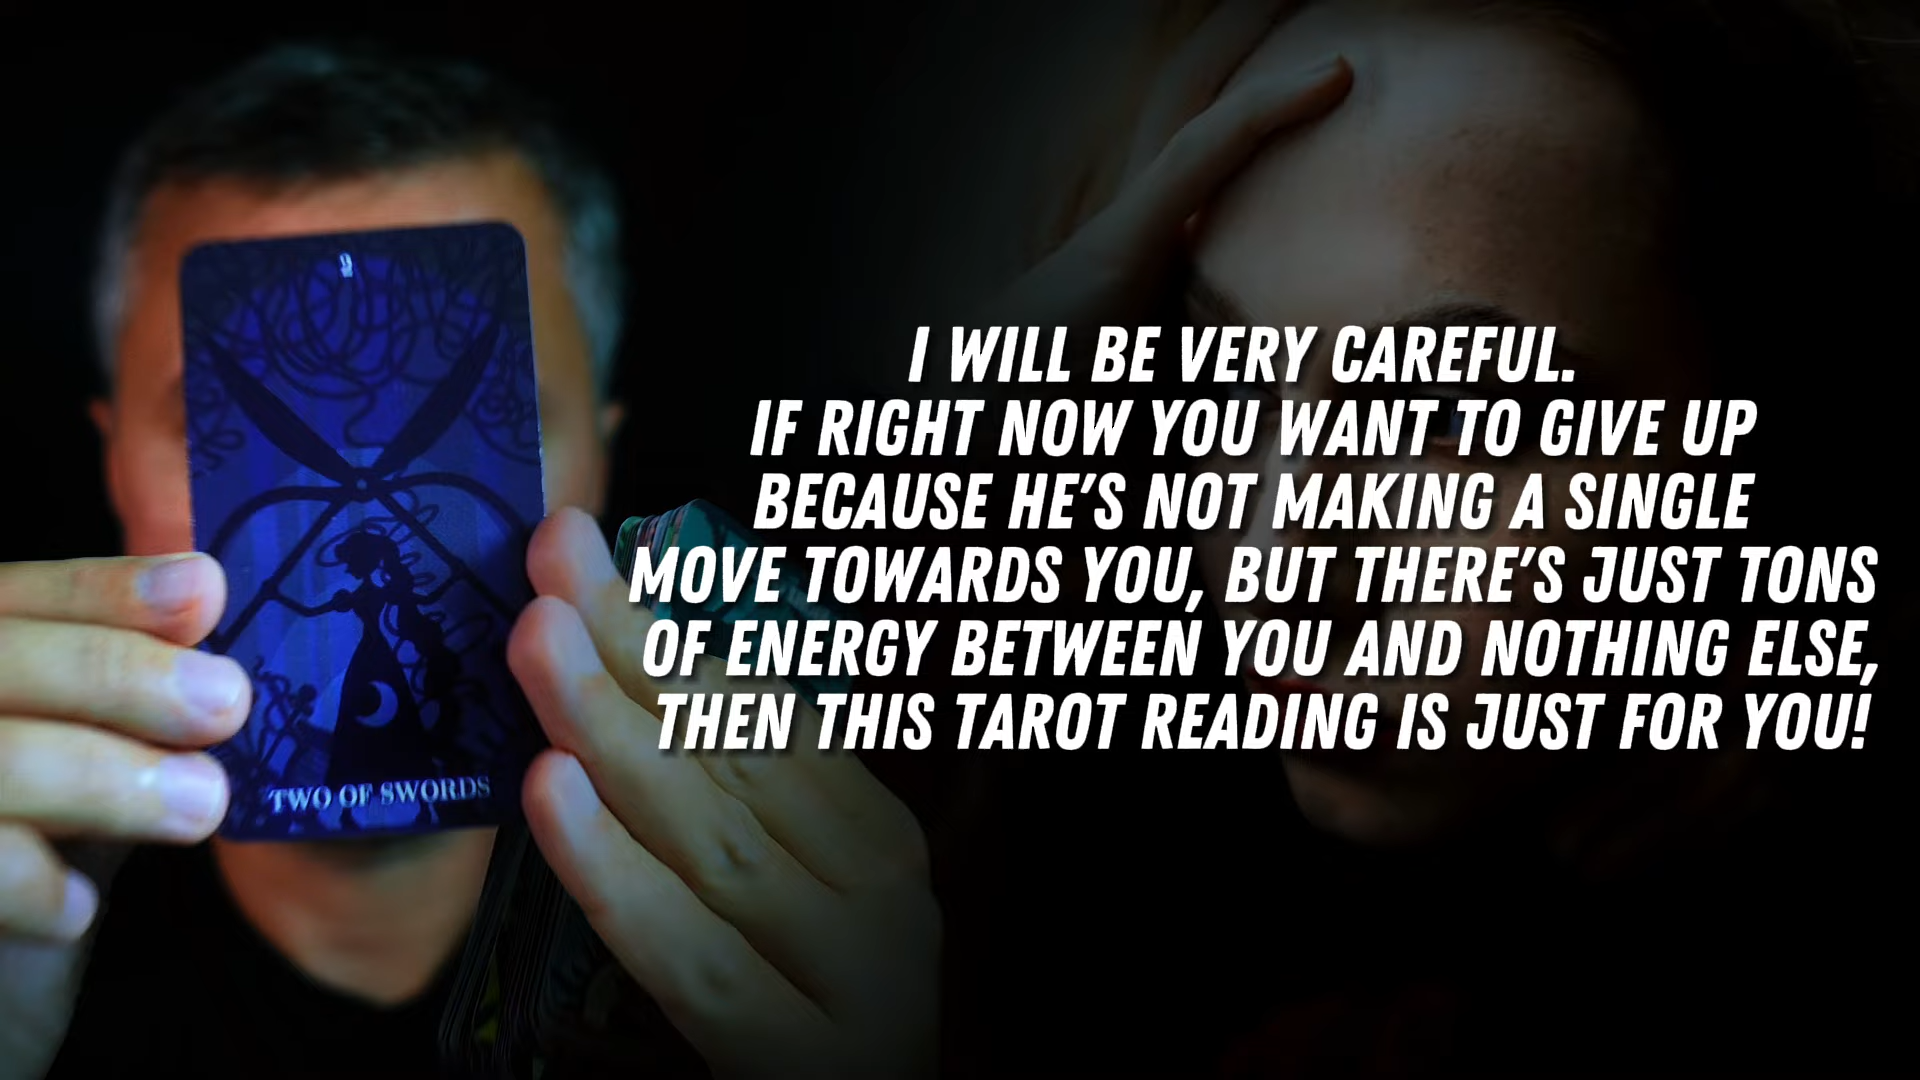 TWO OF SWORDS
I WILL BE VERY CAREFUL.
IF RIGHT NOW YOU WANT TO GIVE UP
BECAUSE HE'S NOT MAKING A SINGLE
MOVE TOWARDS YOU, BUT THERE'S JUST TONS
OF ENERGY BETWEEN YOU AND NOTHING ELSE,
THEN THIS TAROT READING IS JUST FOR YOU!